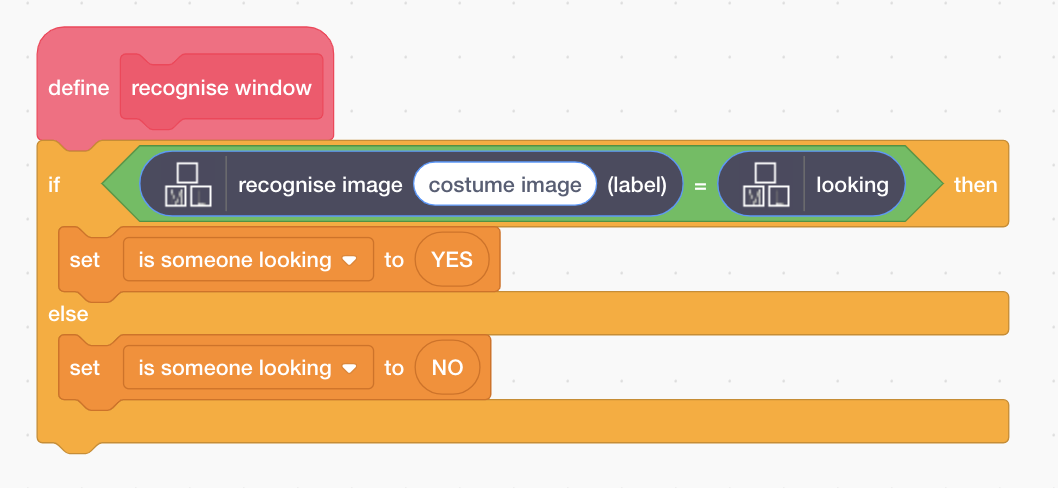 define recognise window
if recognise image costume image (label) = looking then
set is someone looking to YES
else
set is someone looking to NO